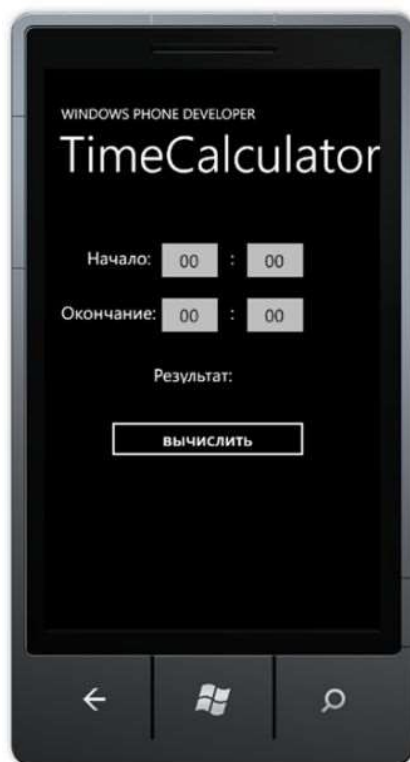 WINDOWS PHONE DEVELOPER
TimeCalculator
Начало: 00 : 00
Окончание: 00 : 00
Результат:
вычислить